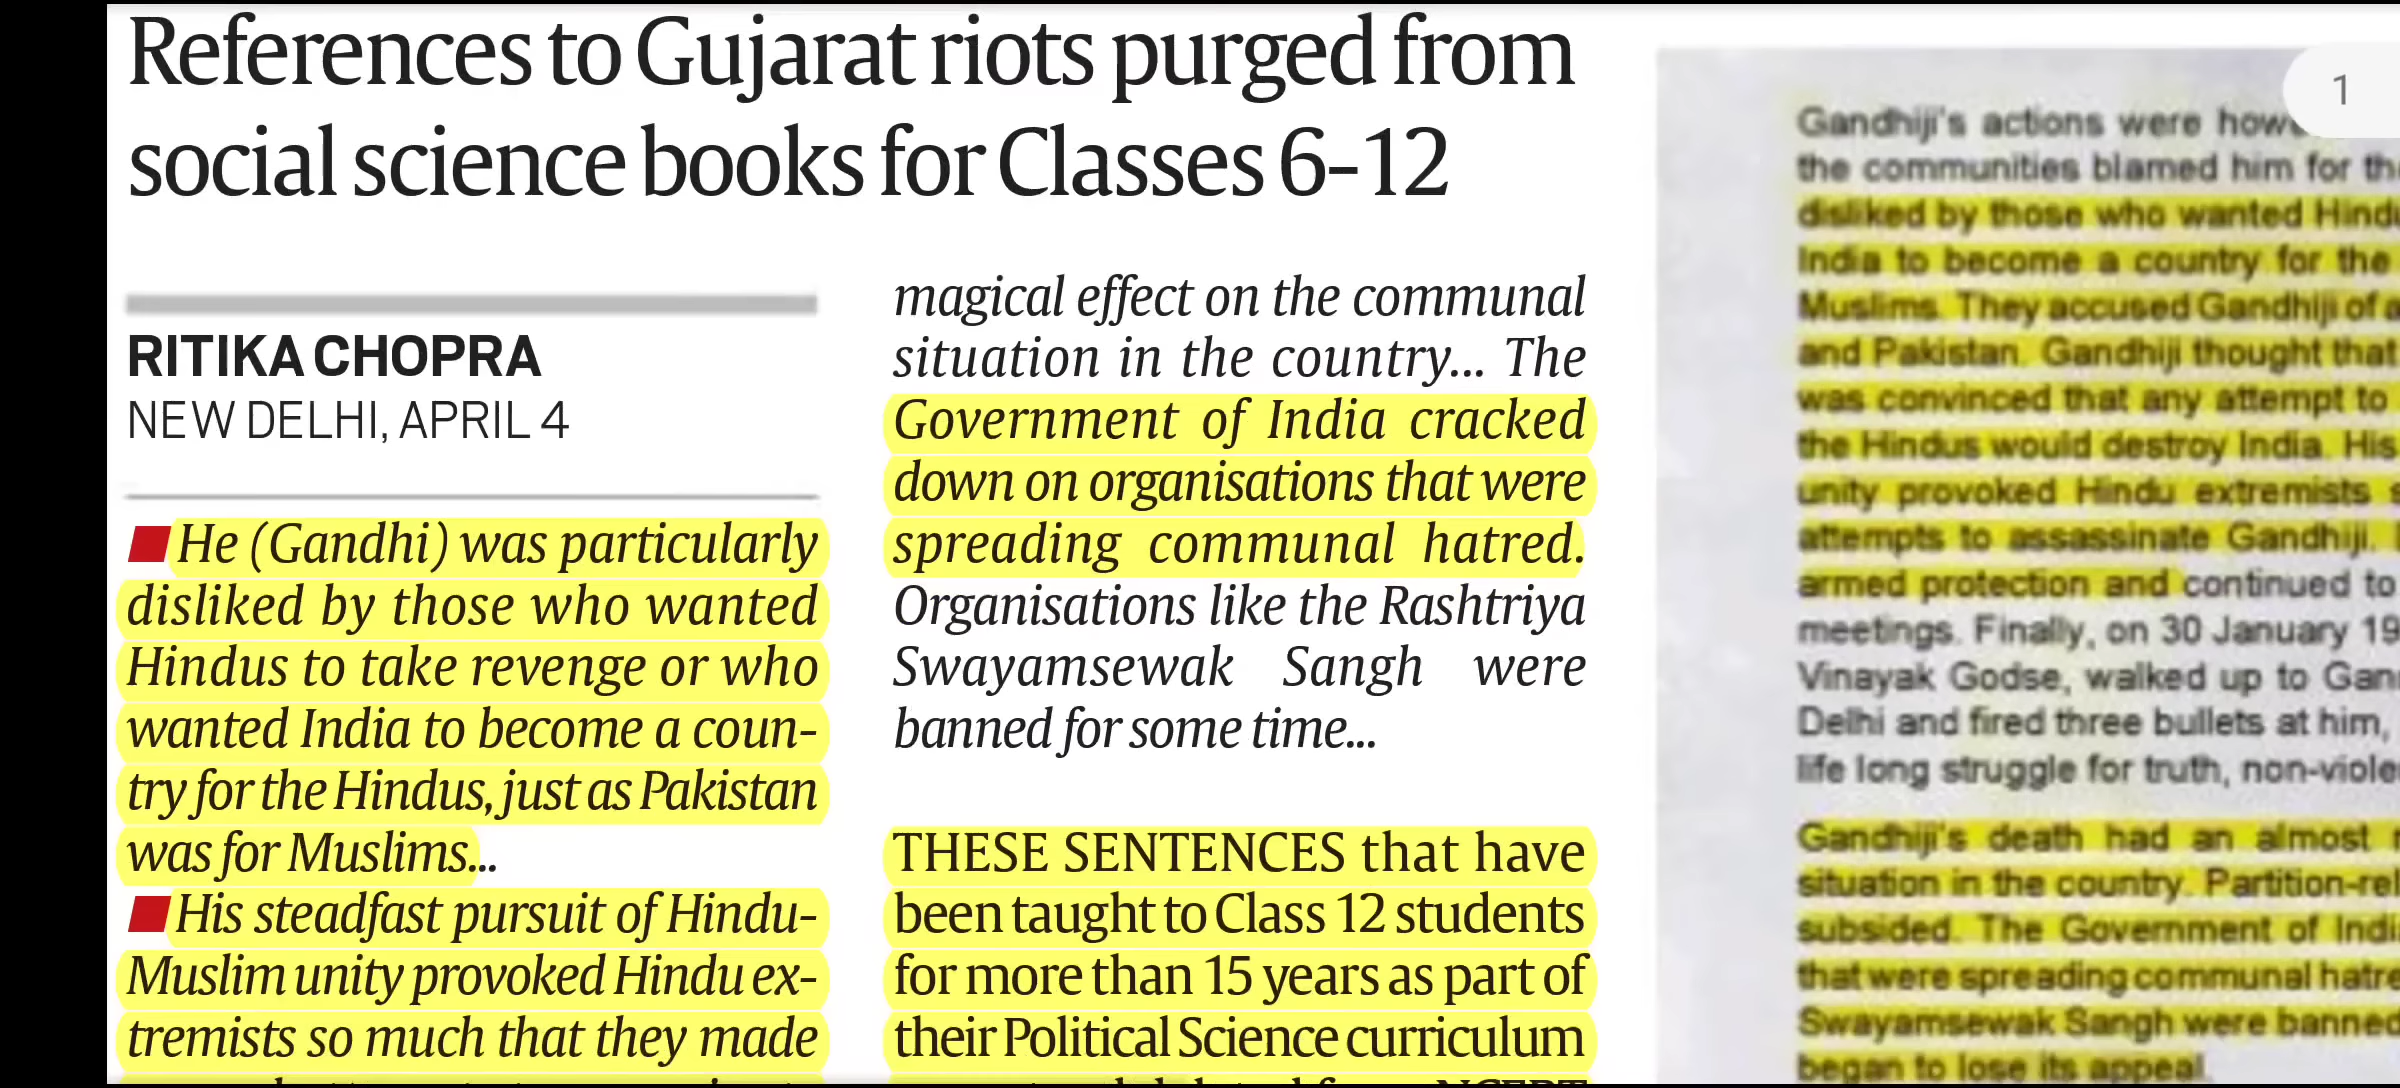 References to Gujarat riots purged from
social science books for Classes 6-12
RITIKA CHOPRA
NEW DELHI, APRIL 4
He (Gandhi) was particularly
disliked by those who wanted
Hindus to take revenge or who
wanted India to become a coun-
try for the Hindus, just as Pakistan
was for Muslims...
His steadfast pursuit of Hindu-
Muslim unity provoked Hindu ex-
tremists so much that they made
magical effect on the communal
situation in the country... The
Government of India cracked
down on organisations that were
spreading communal hatred.
Organisations like the Rashtriya
Swayamsewak Sangh were
banned for some time...
THESE SENTENCES that have
been taught to Class 12 students
for more than 15 years as part of
their Political Science curriculum
1
Gandhiji's actions were
the communities blamed him for
disliked by those who wanted
India to become a country for the
Muslims. They accused Gandhiji of
and Pakistan. Gandhiji thought that
was convinced that any attempt to
the Hindus would destroy India. His
unity provoked Hindu extremists
attempts to assassinate Gandhiji.
armed protection and continued to
meetings. Finally, on 30 January 19
Vinayak Godse, walked up to
Delhi and fired three bullets at him,
life long struggle for truth,
Gandhiji's death had an almost
situation in the country.
subsided. The Government of
that were spreading communal
Swayamsewak Sangh were banned
began to lose its appeal.